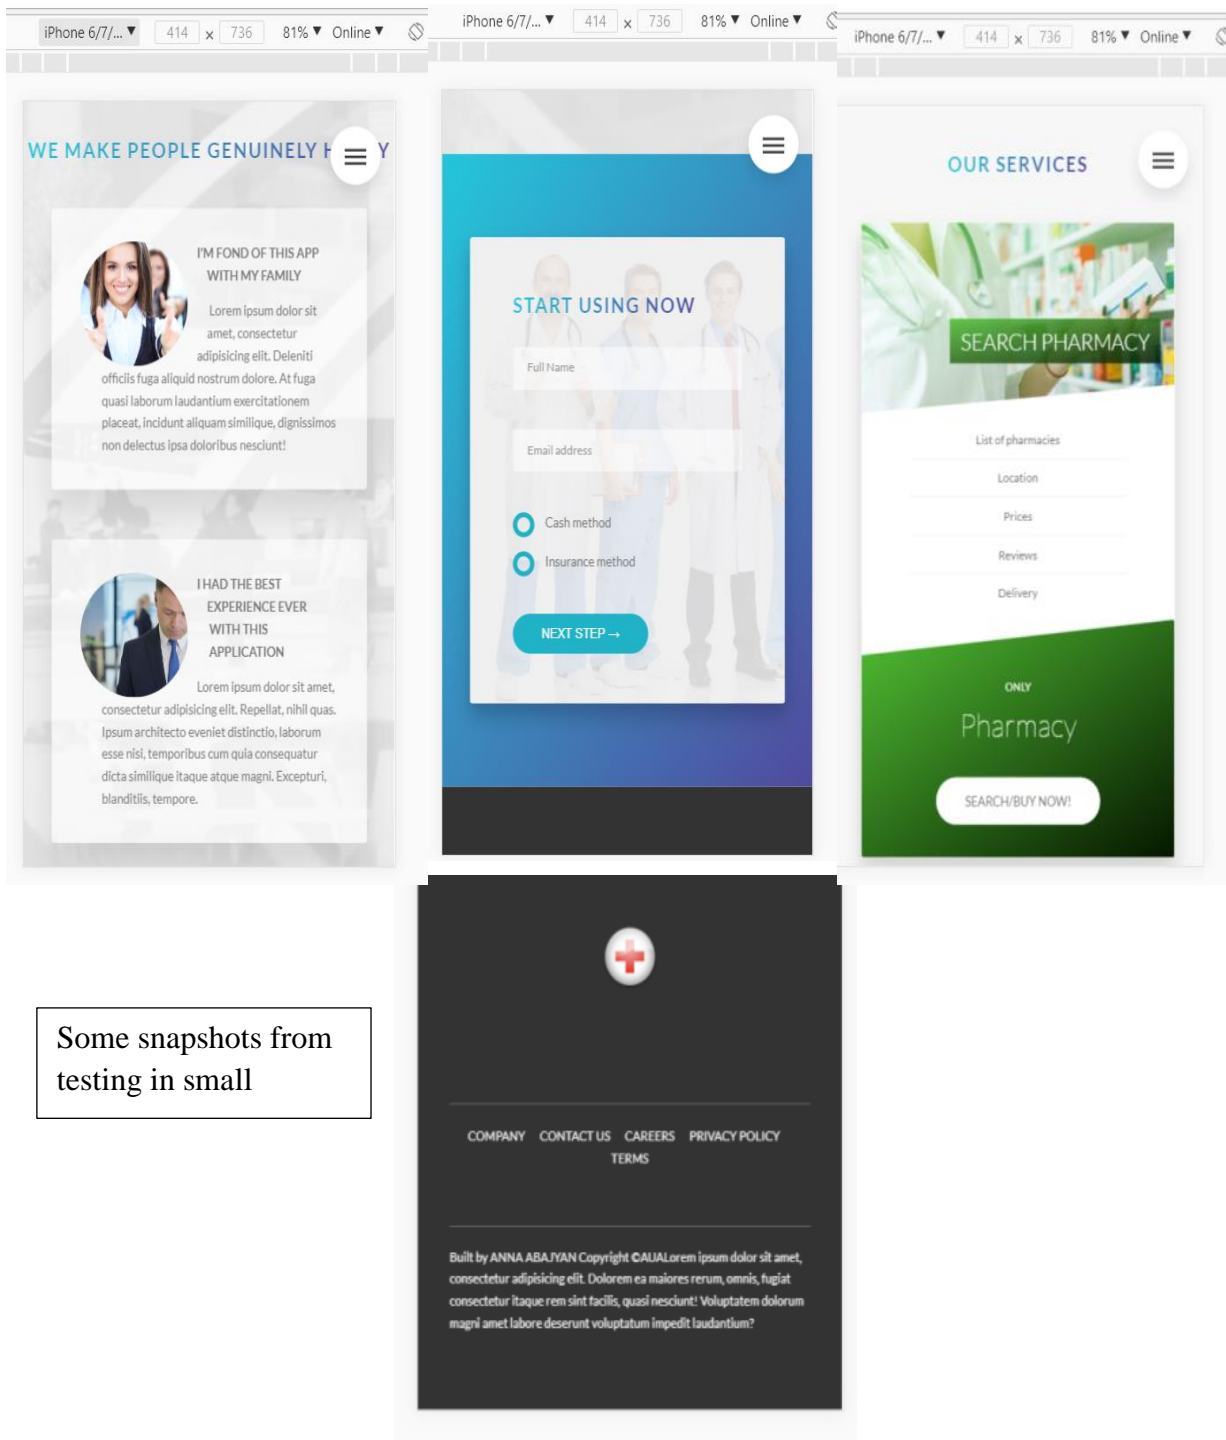 iPhone 6/7/... ▼ 414 x 736 81% ▼ Online ▼
WE MAKE PEOPLE GENUINELY H Y
I'M FOND OF THIS APP
WITH MY FAMILY
Lorem ipsum dolor sit
amet, consectetur
adipisicing elit. Deleniti
officiis fuga aliquid nostrum dolore. At fuga
quasi laborum laudantium exercitationem
placeat, incidunt aliquam similique, dignissimos
non delectus ipsa doloribus nesciunt!
I HAD THE BEST
EXPERIENCE EVER
WITH THIS
APPLICATION
Lorem ipsum dolor sit amet,
consectetur adipisicing elit. Repellat, nihil quas.
Ipsum architecto eveniet distinctio, laborum
esse nisi, temporibus cum quia consequatur
dicta similique itaque atque magni. Excepturi,
blanditiis, tempore.
iPhone 6/7/... ▼ 414 x 736 81% ▼ Online ▼
START USING NOW
Full Name
Email address
Cash method
Insurance method
NEXT STEP →
iPhone 6/7/... ▼ 414 x 736 81% ▼ Online ▼
OUR SERVICES
SEARCH PHARMACY
List of pharmacies
Location
Prices
Reviews
Delivery
ONLY
Pharmacy
SEARCH/BUY NOW!
Some snapshots from
testing in small
COMPANY CONTACT US CAREERS PRIVACY POLICY
TERMS
Built by ANNA ABAJYAN Copyright ©AUALorem ipsum dolor sit amet,
consectetur adipisicing elit. Dolorem ea maiores rerum, omnis, fugiat
consectetur itaque rem sint facilis, quasi nesciunt! Voluptatem dolorum
magni amet labore deserunt voluptatum impedit laudantium?